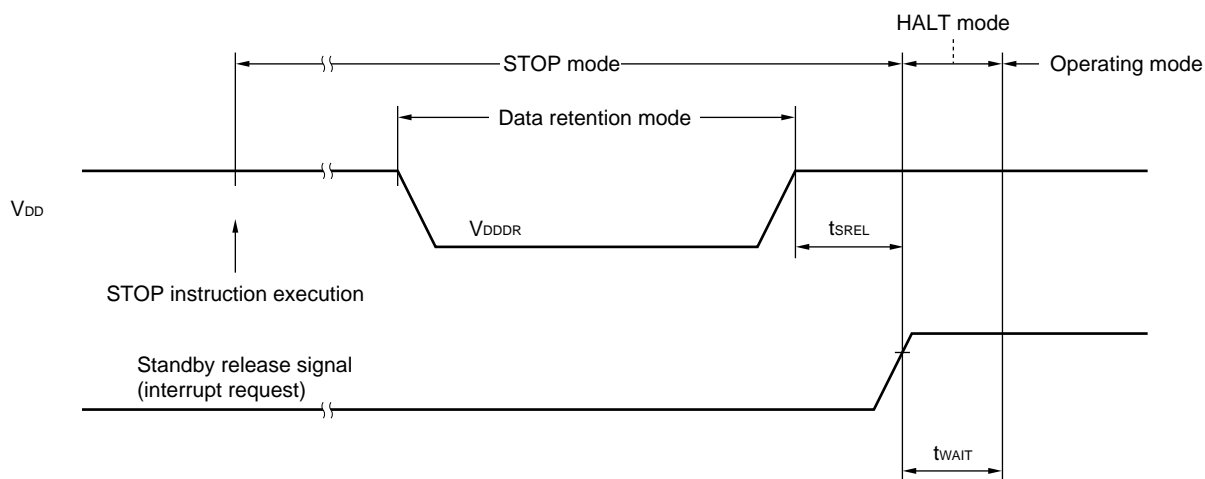 HALT mode
STOP mode
Operating mode
Data retention mode
VDD
VDDDR
tSREL
STOP instruction execution
Standby release signal
(interrupt request)
tWAIT